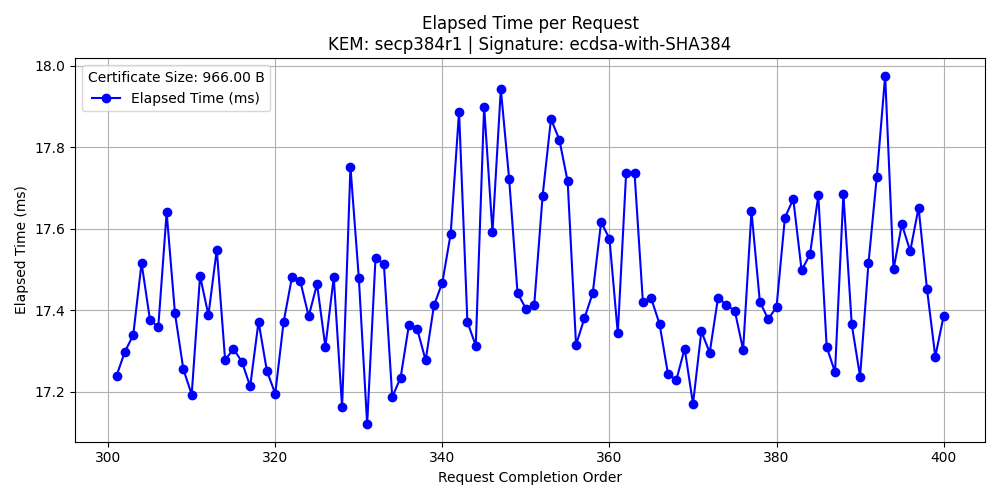 Elapsed Time per Request
KEM: secp384r1 | Signature: ecdsa-with-SHA384
Certificate Size: 966.00 B
Elapsed Time (ms)
Elapsed Time (ms)
18.0
17.8
17.6
17.4
17.2
300 320 340 360 380 400
Request Completion Order